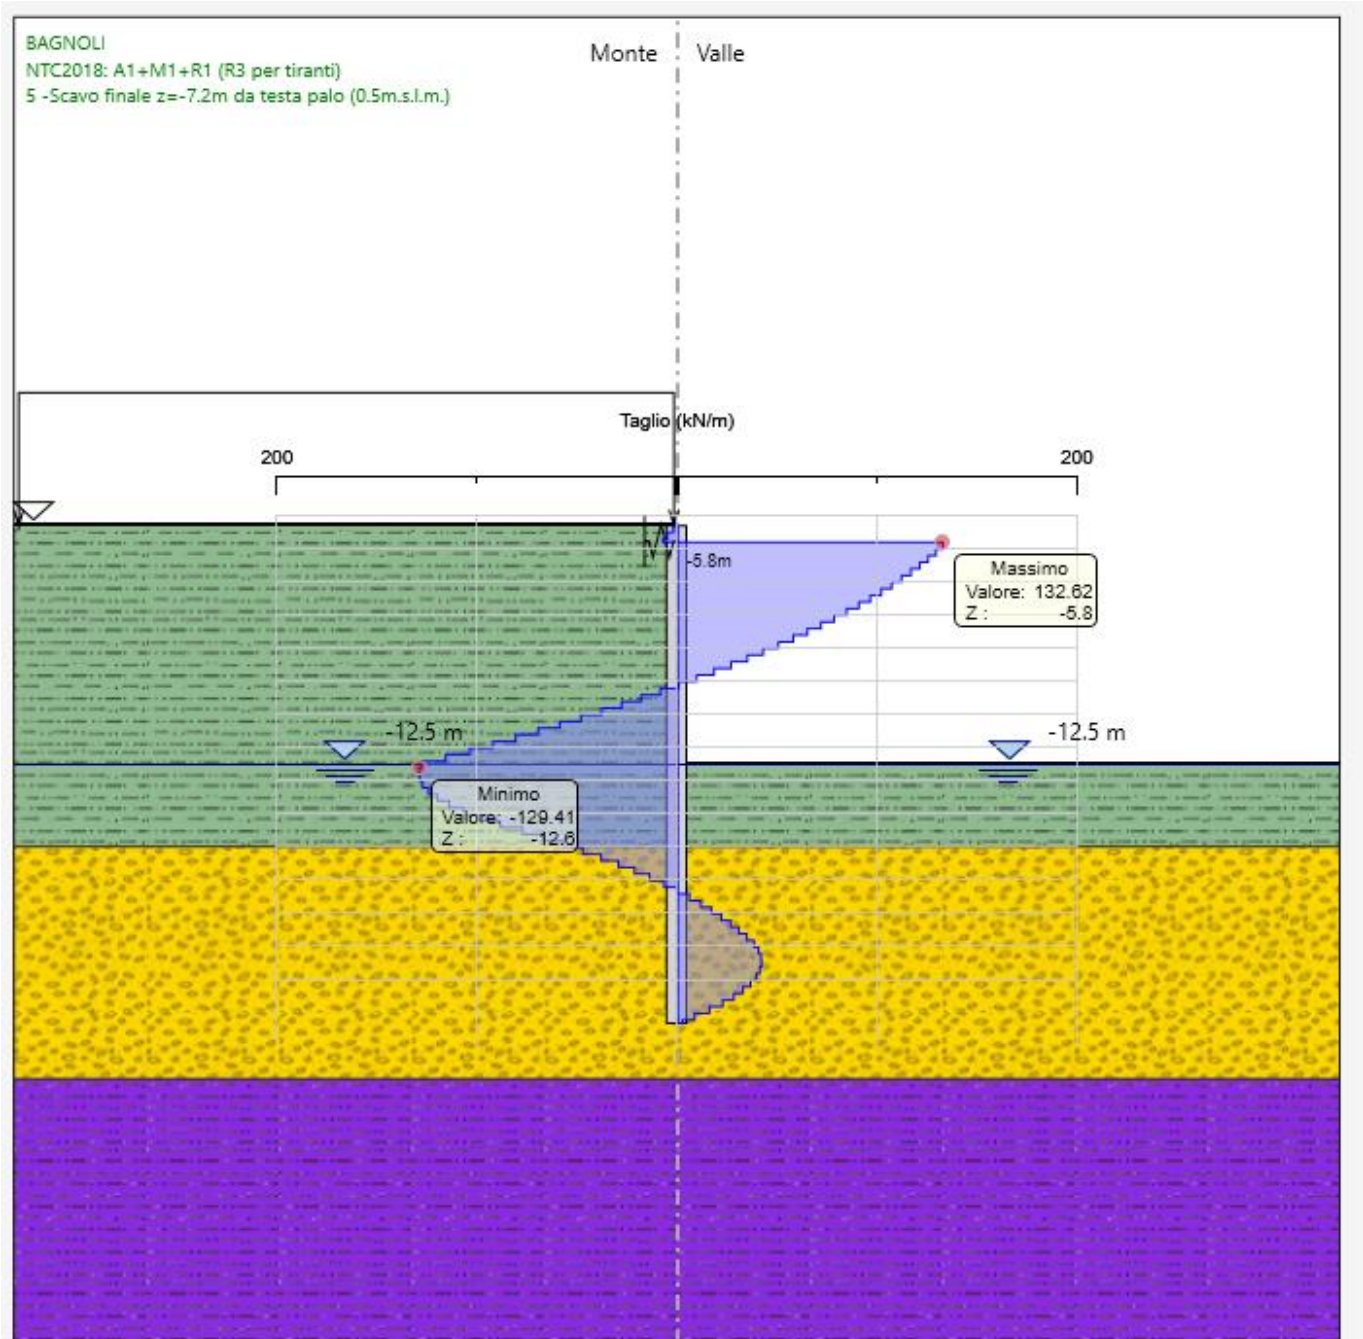 BAGNOLI
NTC2018: A1+M1+R1 (R3 per tiranti)
5 -Scavo finale z=-7.2m da testa palo (0.5m.s.l.m.)
Monte Valle
Taglio (kN/m)
200 200
-5.8m
Massimo
Valore: 132.62
Z : -5.8
-12.5 m -12.5 m
Minimo
Valore: -129.41
Z : -12.6